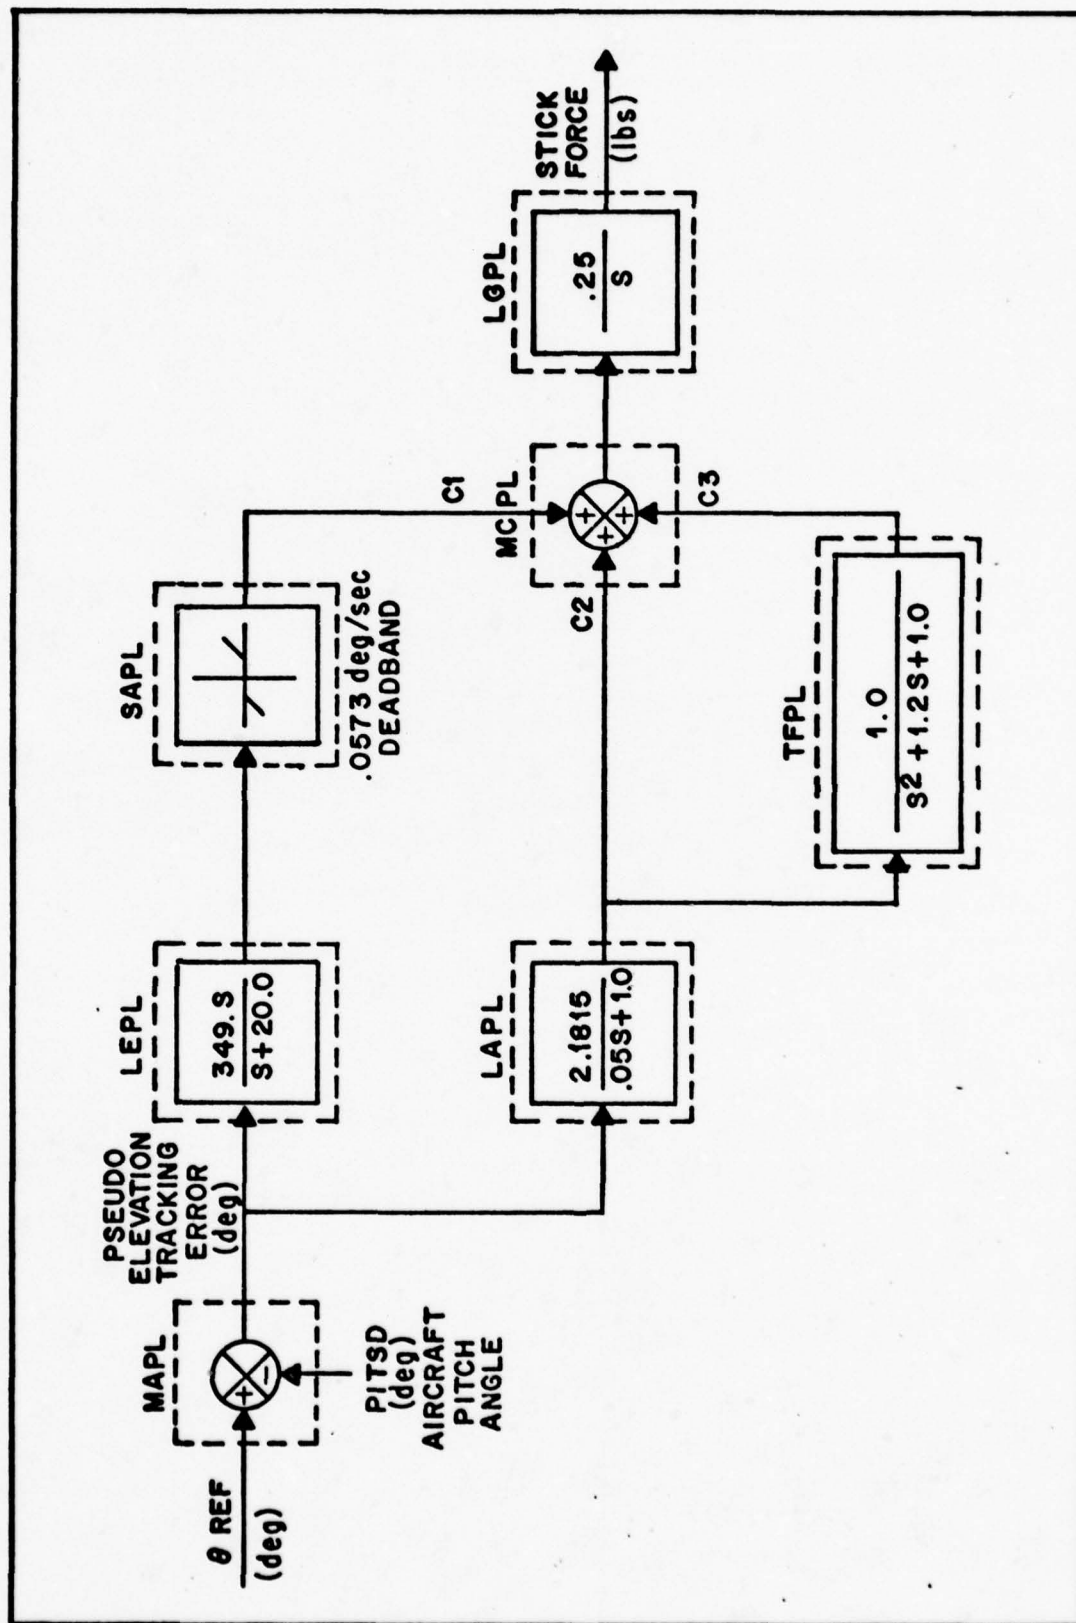 θ REF
(deg)
MAPL
+
−
PITSD
(deg)
AIRCRAFT
PITCH
ANGLE
PSEUDO
ELEVATION
TRACKING
ERROR
(deg)
LEPL
349.S
S+20.0
SAPL
.0573 deg/sec
DEADBAND
C1
LAPL
2.1815
.05S+1.0
C2
MCPL
+
+
+
C3
TFPL
1.0
S²+1.2S+1.0
LGPL
.25
S
STICK
FORCE
(lbs)